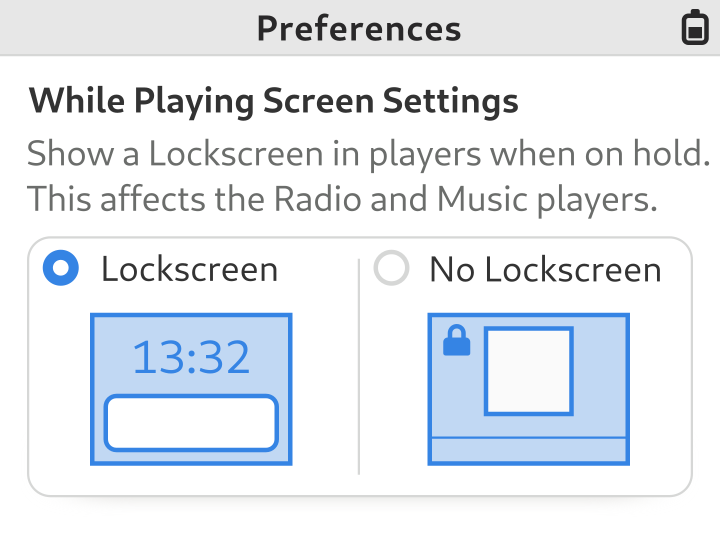 Preferences
While Playing Screen Settings
Show a Lockscreen in players when on hold.
This affects the Radio and Music players.
Lockscreen
No Lockscreen
13:32